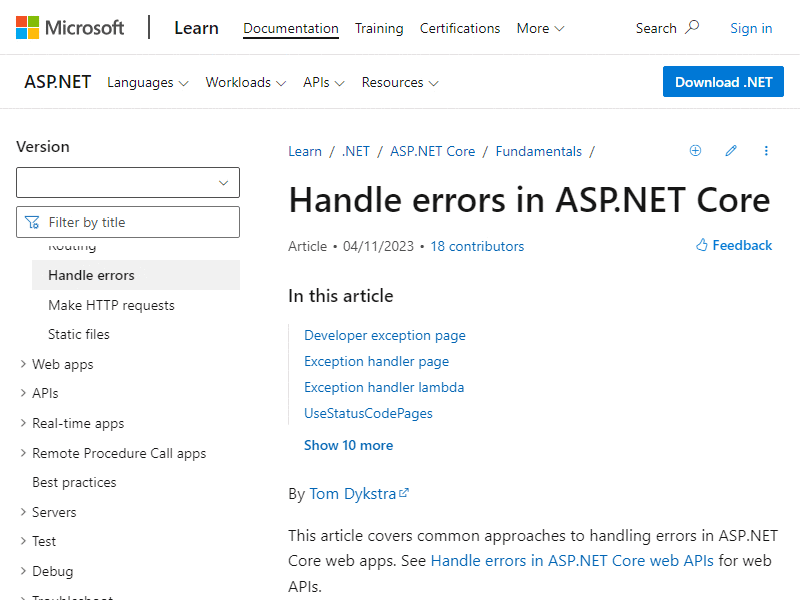 Microsoft
Learn
Documentation Training Certifications More
Search
Sign in
ASP.NET
Languages Workloads APIs Resources
Download .NET
Version
Filter by title
Routing
Handle errors
Make HTTP requests
Static files
Web apps
APIs
Real-time apps
Remote Procedure Call apps
Best practices
Servers
Test
Debug
Troubleshoot
Learn / .NET / ASP.NET Core / Fundamentals /
Handle errors in ASP.NET Core
Article • 04/11/2023 • 18 contributors
Feedback
In this article
Developer exception page
Exception handler page
Exception handler lambda
UseStatusCodePages
Show 10 more
By Tom Dykstra
This article covers common approaches to handling errors in ASP.NET
Core web apps. See Handle errors in ASP.NET Core web APIs for web
APIs.